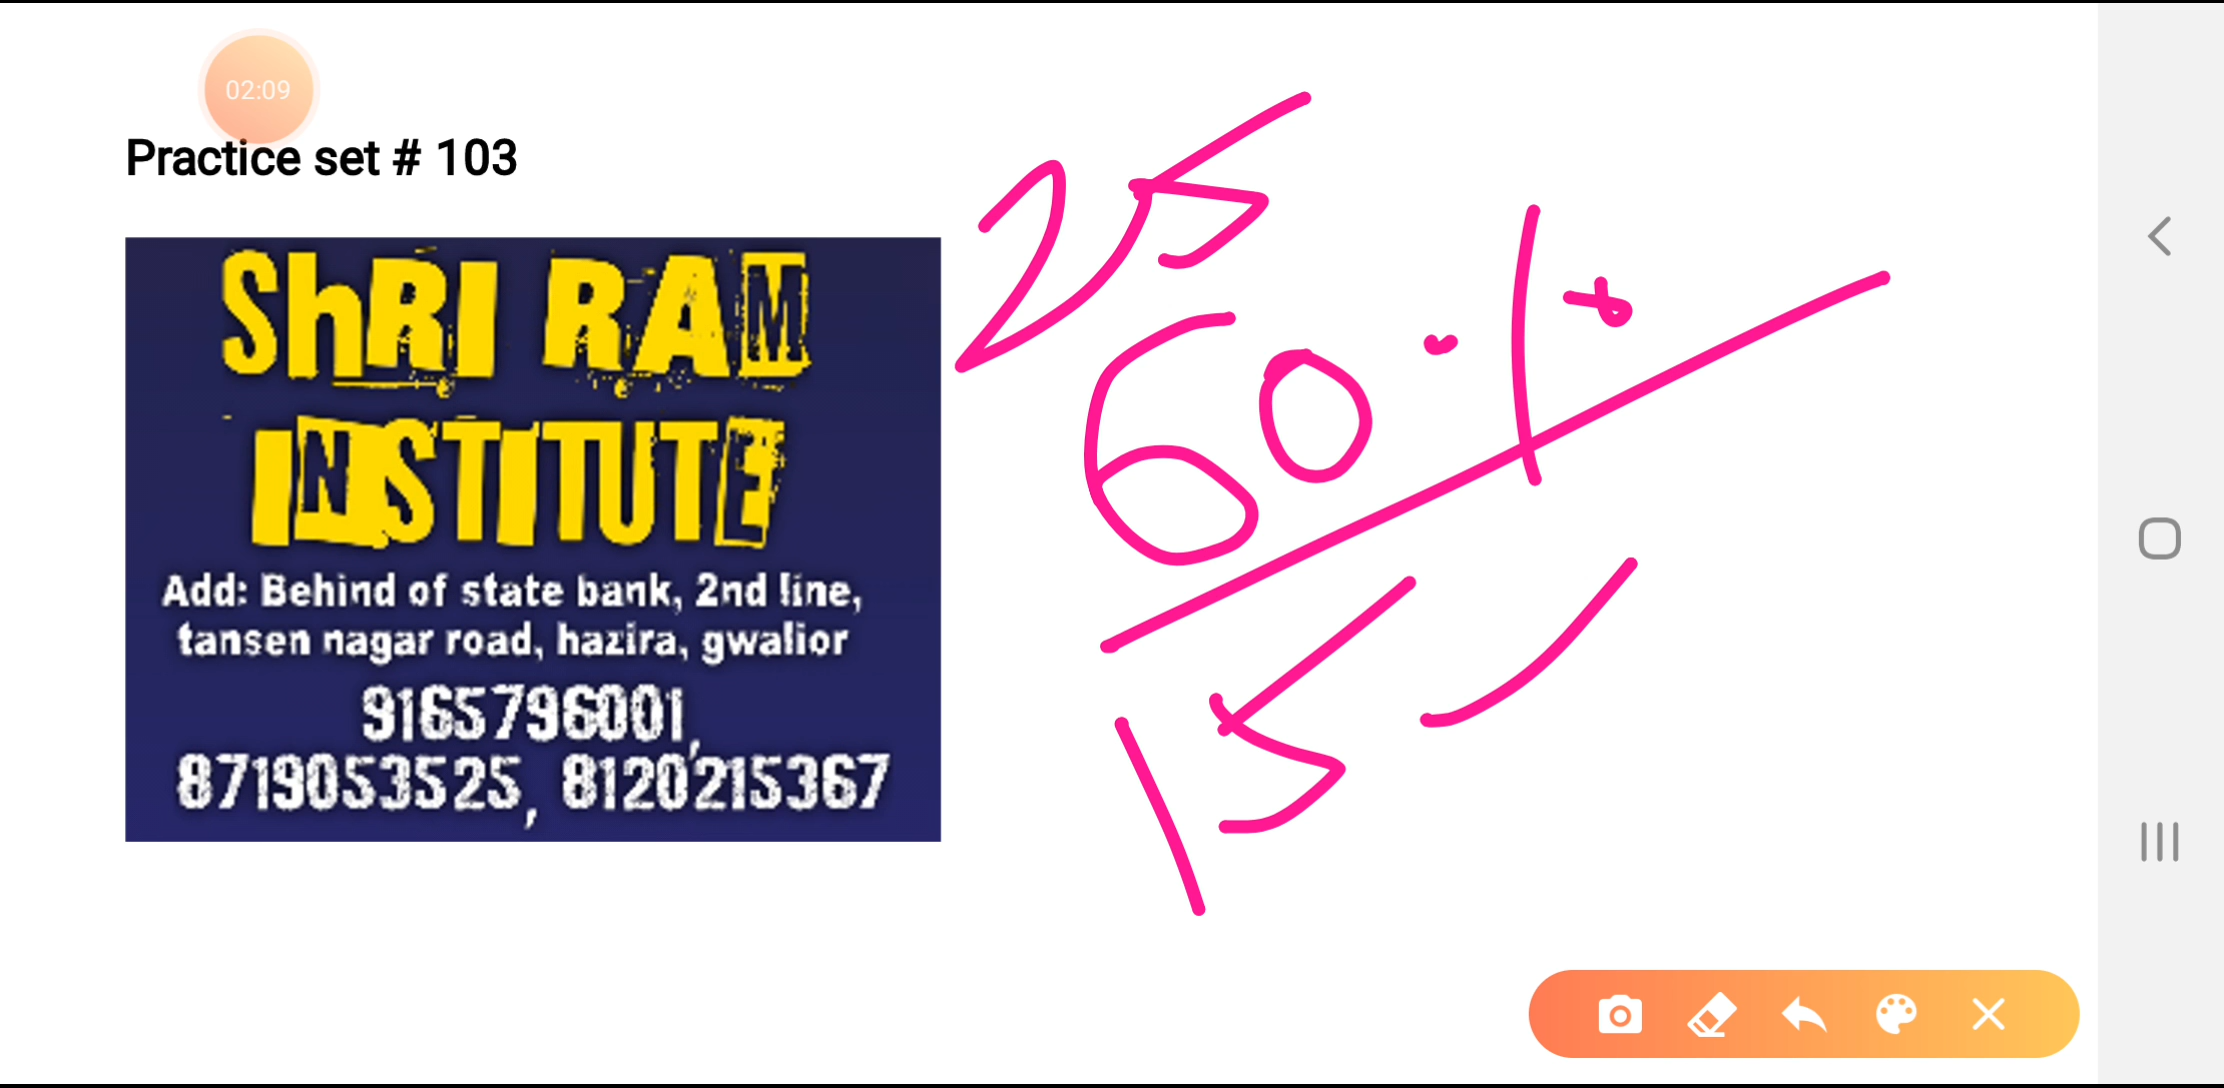 02:09
Practice set # 103
ShRI RAM
INSTITUTE
Add: Behind of state bank, 2nd line,
tansen nagar road, hazira, gwalior
9165796001,
8719053525, 8120215367
25
60
15